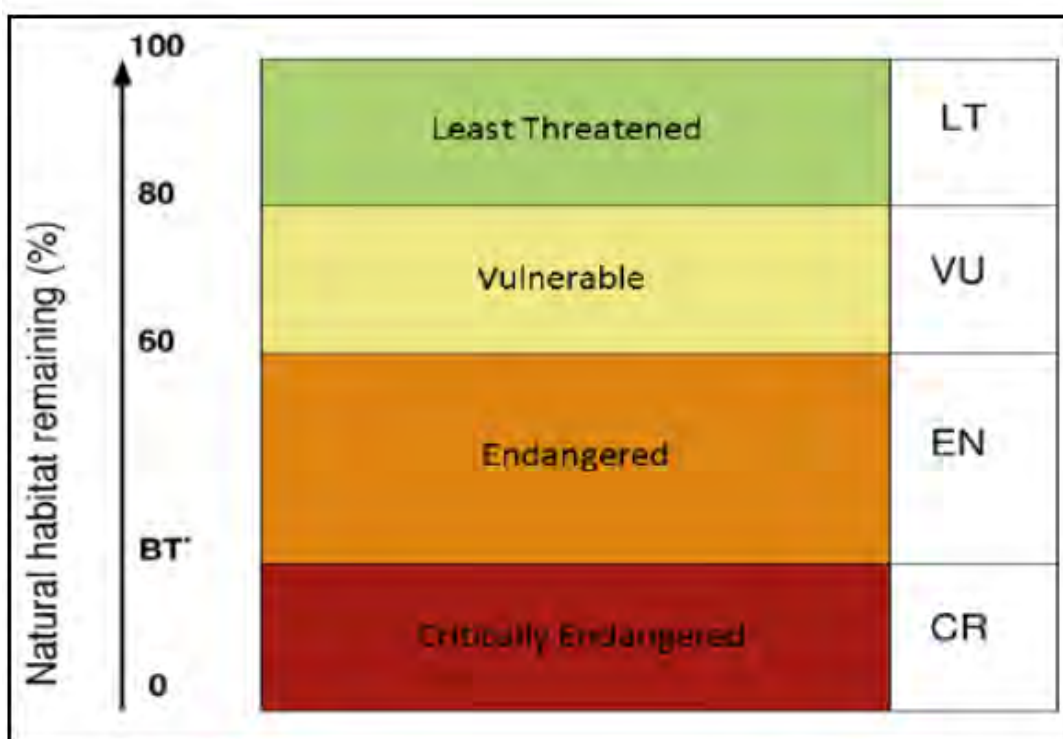 Natural habitat remaining (%)
100
80
60
BT*
0
Least Threatened
LT
Vulnerable
VU
Endangered
EN
Critically Endangered
CR